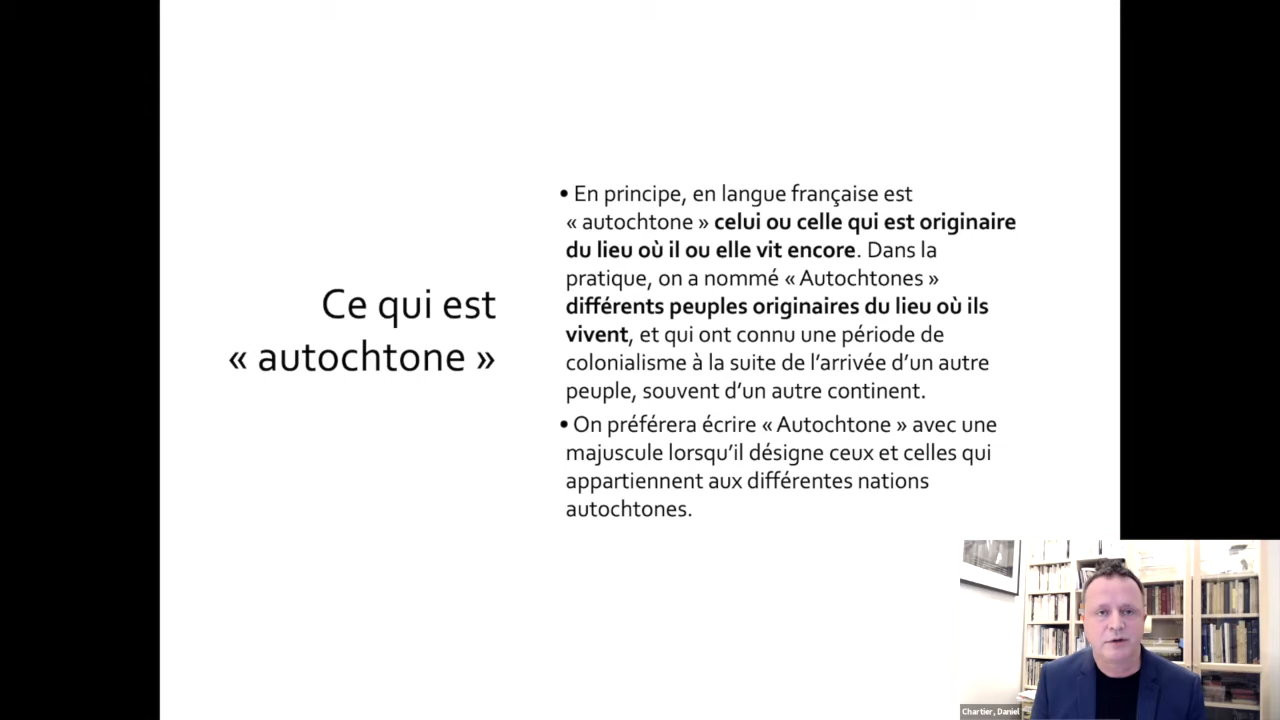 Ce qui est
« autochtone »
• En principe, en langue française est
« autochtone » celui ou celle qui est originaire
du lieu où il ou elle vit encore. Dans la
pratique, on a nommé « Autochtones »
différents peuples originaires du lieu où ils
vivent, et qui ont connu une période de
colonialisme à la suite de l’arrivée d’un autre
peuple, souvent d’un autre continent.
• On préférera écrire « Autochtone » avec une
majuscule lorsqu’il désigne ceux et celles qui
appartiennent aux différentes nations
autochtones.
Chartier, Daniel